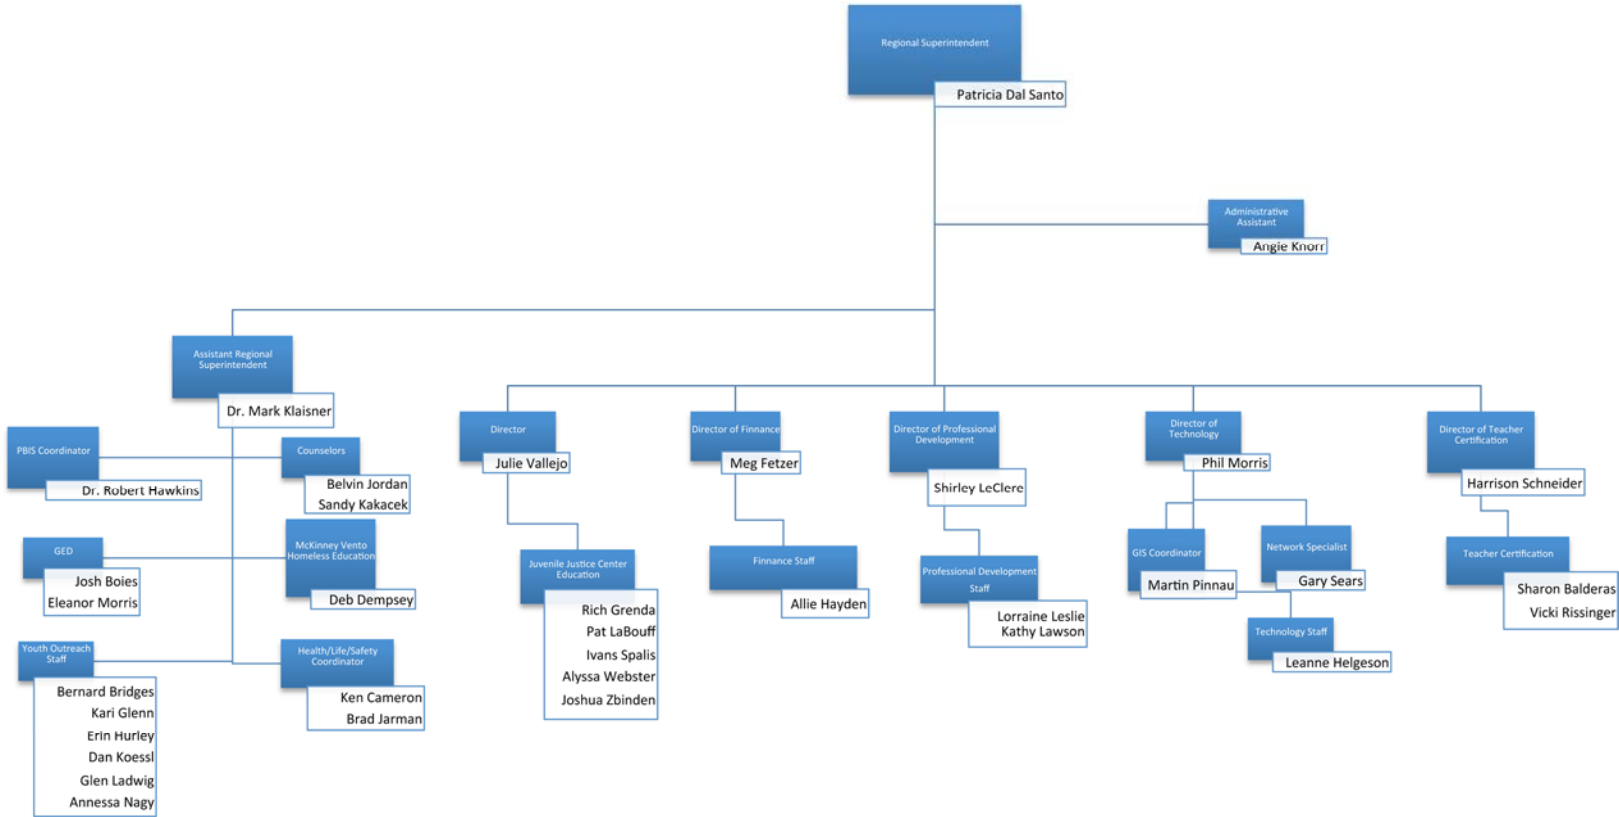 Regional Superintendent
Patricia Dal Santo
Administrative
Assistant
Angie Knorr
Assistant Regional
Superintendent
Dr. Mark Klaisner
PBIS Coordinator
Dr. Robert Hawkins
Counselors
Belvin Jordan
Sandy Kakacek
GED
Josh Boies
Eleanor Morris
McKinney Vento
Homeless Education
Deb Dempsey
Youth Outreach
Staff
Bernard Bridges
Kari Glenn
Erin Hurley
Dan Koessl
Glen Ladwig
Annessa Nagy
Health/Life/Safety
Coordinator
Ken Cameron
Brad Jarman
Director
Julie Vallejo
Juvenile Justice Center
Education
Rich Grenda
Pat LaBouff
Ivans Spalis
Alyssa Webster
Joshua Zbinden
Director of Finnance
Meg Fetzer
Finnance Staff
Allie Hayden
Director of Professional
Development
Shirley LeClere
Professional Development
Staff
Lorraine Leslie
Kathy Lawson
Director of
Technology
Phil Morris
GIS Coordinator
Martin Pinnau
Network Specialist
Gary Sears
Technology Staff
Leanne Helgeson
Director of Teacher
Certification
Harrison Schneider
Teacher Certification
Sharon Balderas
Vicki Rissinger